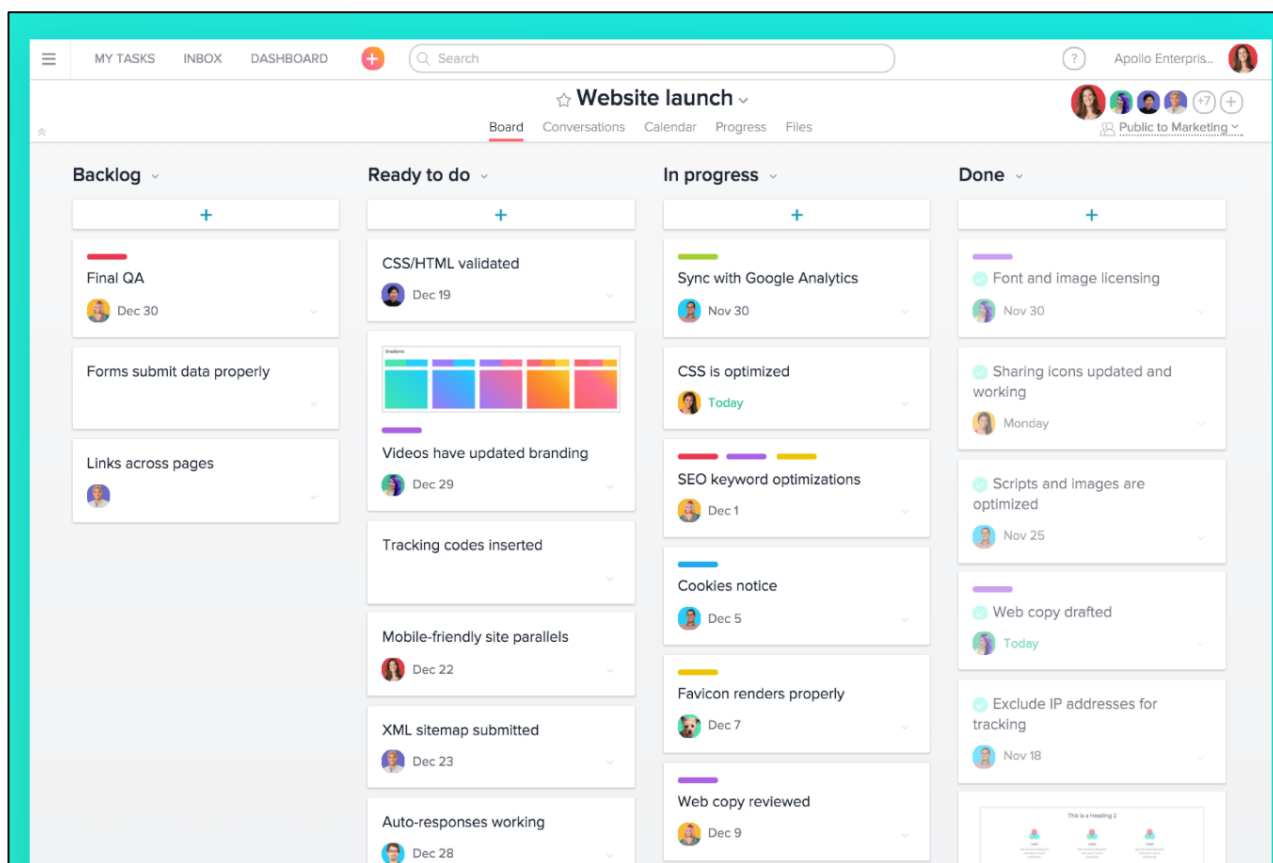 MY TASKS INBOX DASHBOARD + Search ? Apollo Enterpris...
Website launch
+7 +
Board Conversations Calendar Progress Files
Public to Marketing
Backlog
+
Final QA
Dec 30
Forms submit data properly
Links across pages
Ready to do
+
CSS/HTML validated
Dec 19
Videos have updated branding
Dec 29
Tracking codes inserted
Mobile-friendly site parallels
Dec 22
XML sitemap submitted
Dec 23
Auto-responses working
Dec 28
In progress
+
Sync with Google Analytics
Nov 30
CSS is optimized
Today
SEO keyword optimizations
Dec 1
Cookies notice
Dec 5
Favicon renders properly
Dec 7
Web copy reviewed
Dec 9
Done
+
Font and image licensing
Nov 30
Sharing icons updated and
working
Monday
Scripts and images are
optimized
Nov 25
Web copy drafted
Today
Exclude IP addresses for
tracking
Nov 18
This is a Heading 2